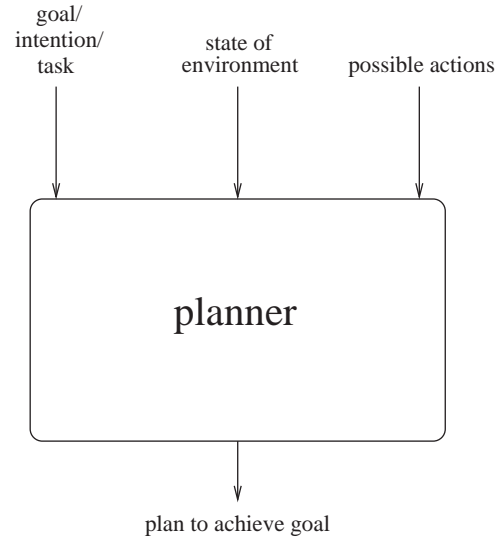 goal/
intention/
task
state of
environment
possible actions
planner
plan to achieve goal